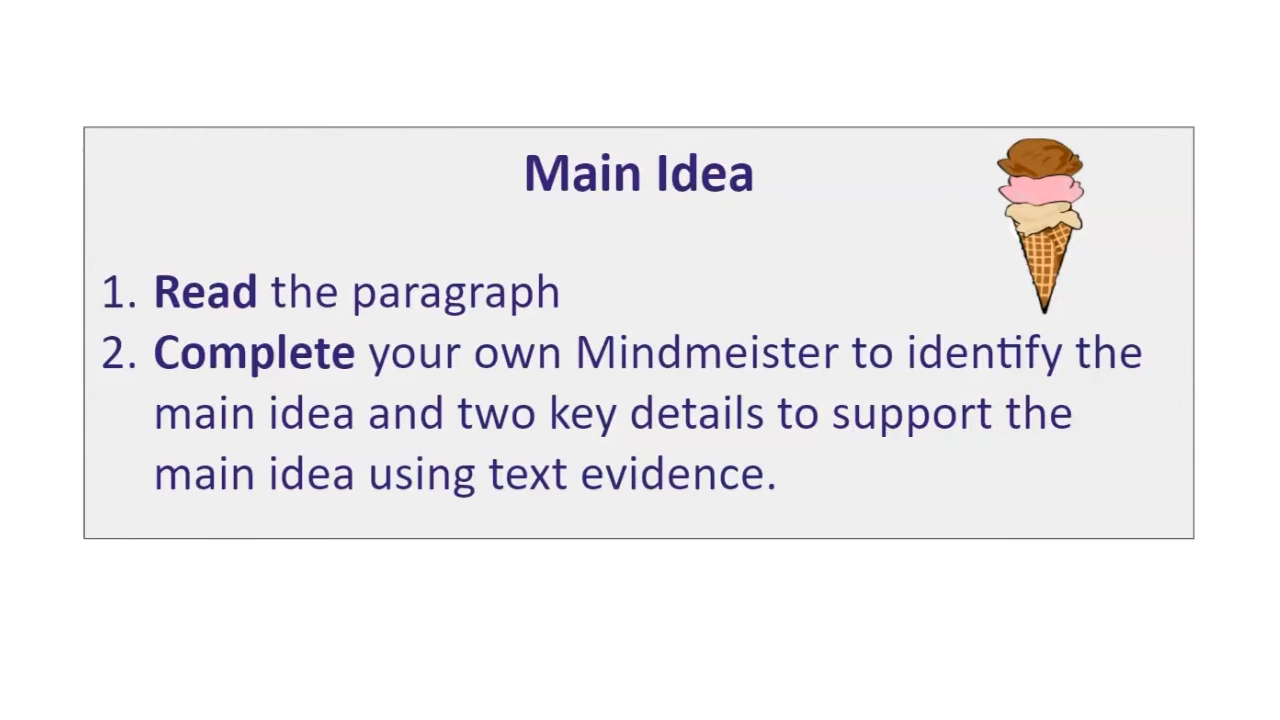 Main Idea
1. Read the paragraph
2. Complete your own Mindmeister to identify the
main idea and two key details to support the
main idea using text evidence.